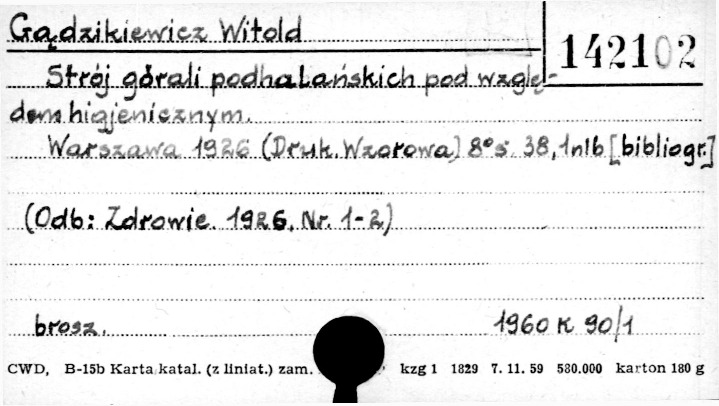 Gądzikiewicz Witold
142102
Strój górali podhalańskich pod wzglę-
dem higjenicznym.
Warszawa 1926 (Druk. Wzorowa) 8° s. 38, 1nlb [bibliogr.]
(Odb: Zdrowie. 1926. Nr. 1-2)
brosz. 1960 K 90/1
CWD, B-15b Karta katal. (z liniat.) zam. kzg 1 1829 7. 11. 59 580.000 karton 180 g